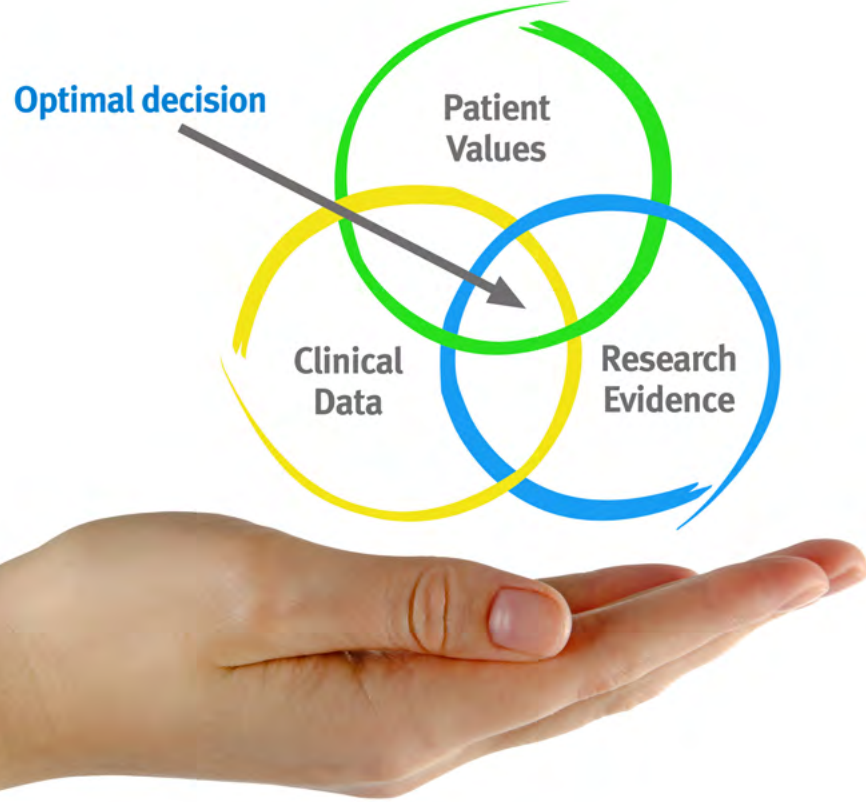 Optimal decision
Patient
Values
Clinical
Data
Research
Evidence